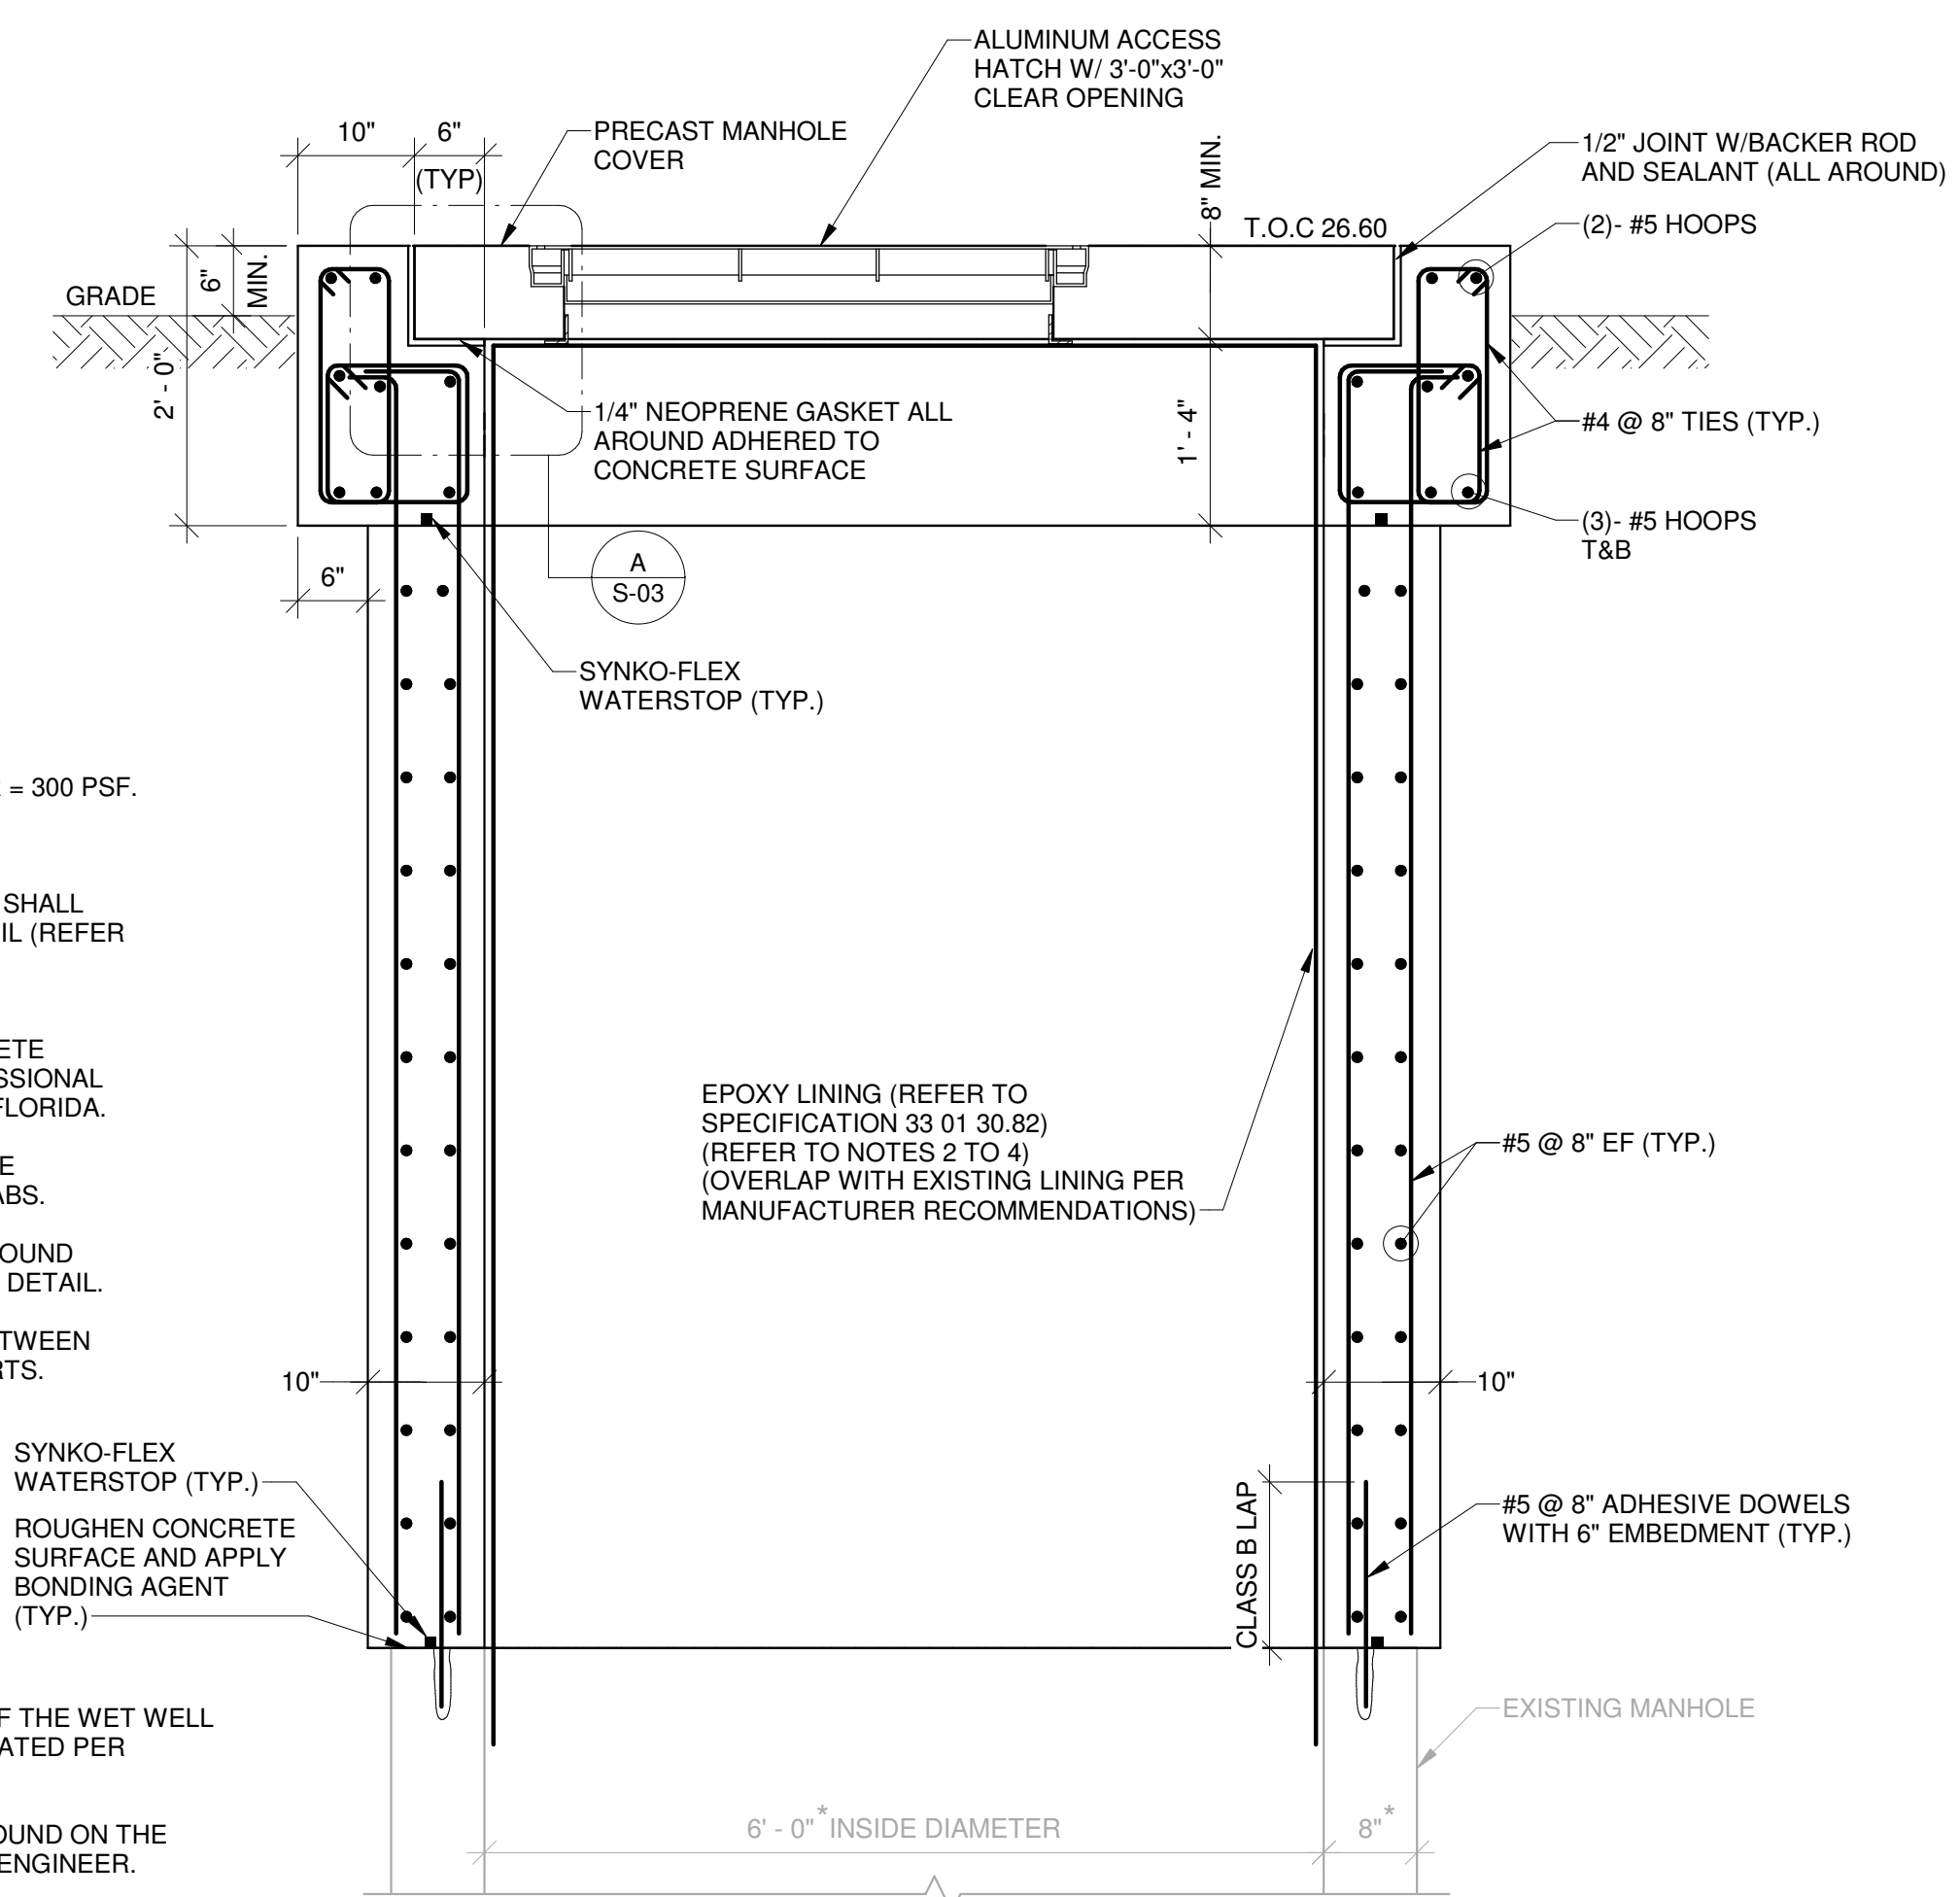 ALUMINUM ACCESS
HATCH W/ 3'-0"x3'-0"
CLEAR OPENING
10"
6"
(TYP)
PRECAST MANHOLE
COVER
8" MIN.
1/2" JOINT W/BACKER ROD
AND SEALANT (ALL AROUND)
T.O.C 26.60
(2)- #5 HOOPS
GRADE
6"
MIN.
2' - 0"
1/4" NEOPRENE GASKET ALL
AROUND ADHERED TO
CONCRETE SURFACE
1' - 4"
#4 @ 8" TIES (TYP.)
(3)- #5 HOOPS
T&B
6"
A
S-03
SYNKO-FLEX
WATERSTOP (TYP.)
= 300 PSF.
SHALL
IL (REFER
ETE
SSIONAL
FLORIDA.
E
ABS.
OUND
DETAIL.
TWEEN
RTS.
EPOXY LINING (REFER TO
SPECIFICATION 33 01 30.82)
(REFER TO NOTES 2 TO 4)
(OVERLAP WITH EXISTING LINING PER
MANUFACTURER RECOMMENDATIONS)
#5 @ 8" EF (TYP.)
10"
10"
SYNKO-FLEX
WATERSTOP (TYP.)
ROUGHEN CONCRETE
SURFACE AND APPLY
BONDING AGENT
(TYP.)
CLASS B LAP
#5 @ 8" ADHESIVE DOWELS
WITH 6" EMBEDMENT (TYP.)
F THE WET WELL
ATED PER
OUND ON THE
ENGINEER.
EXISTING MANHOLE
6' - 0"* INSIDE DIAMETER
8"*